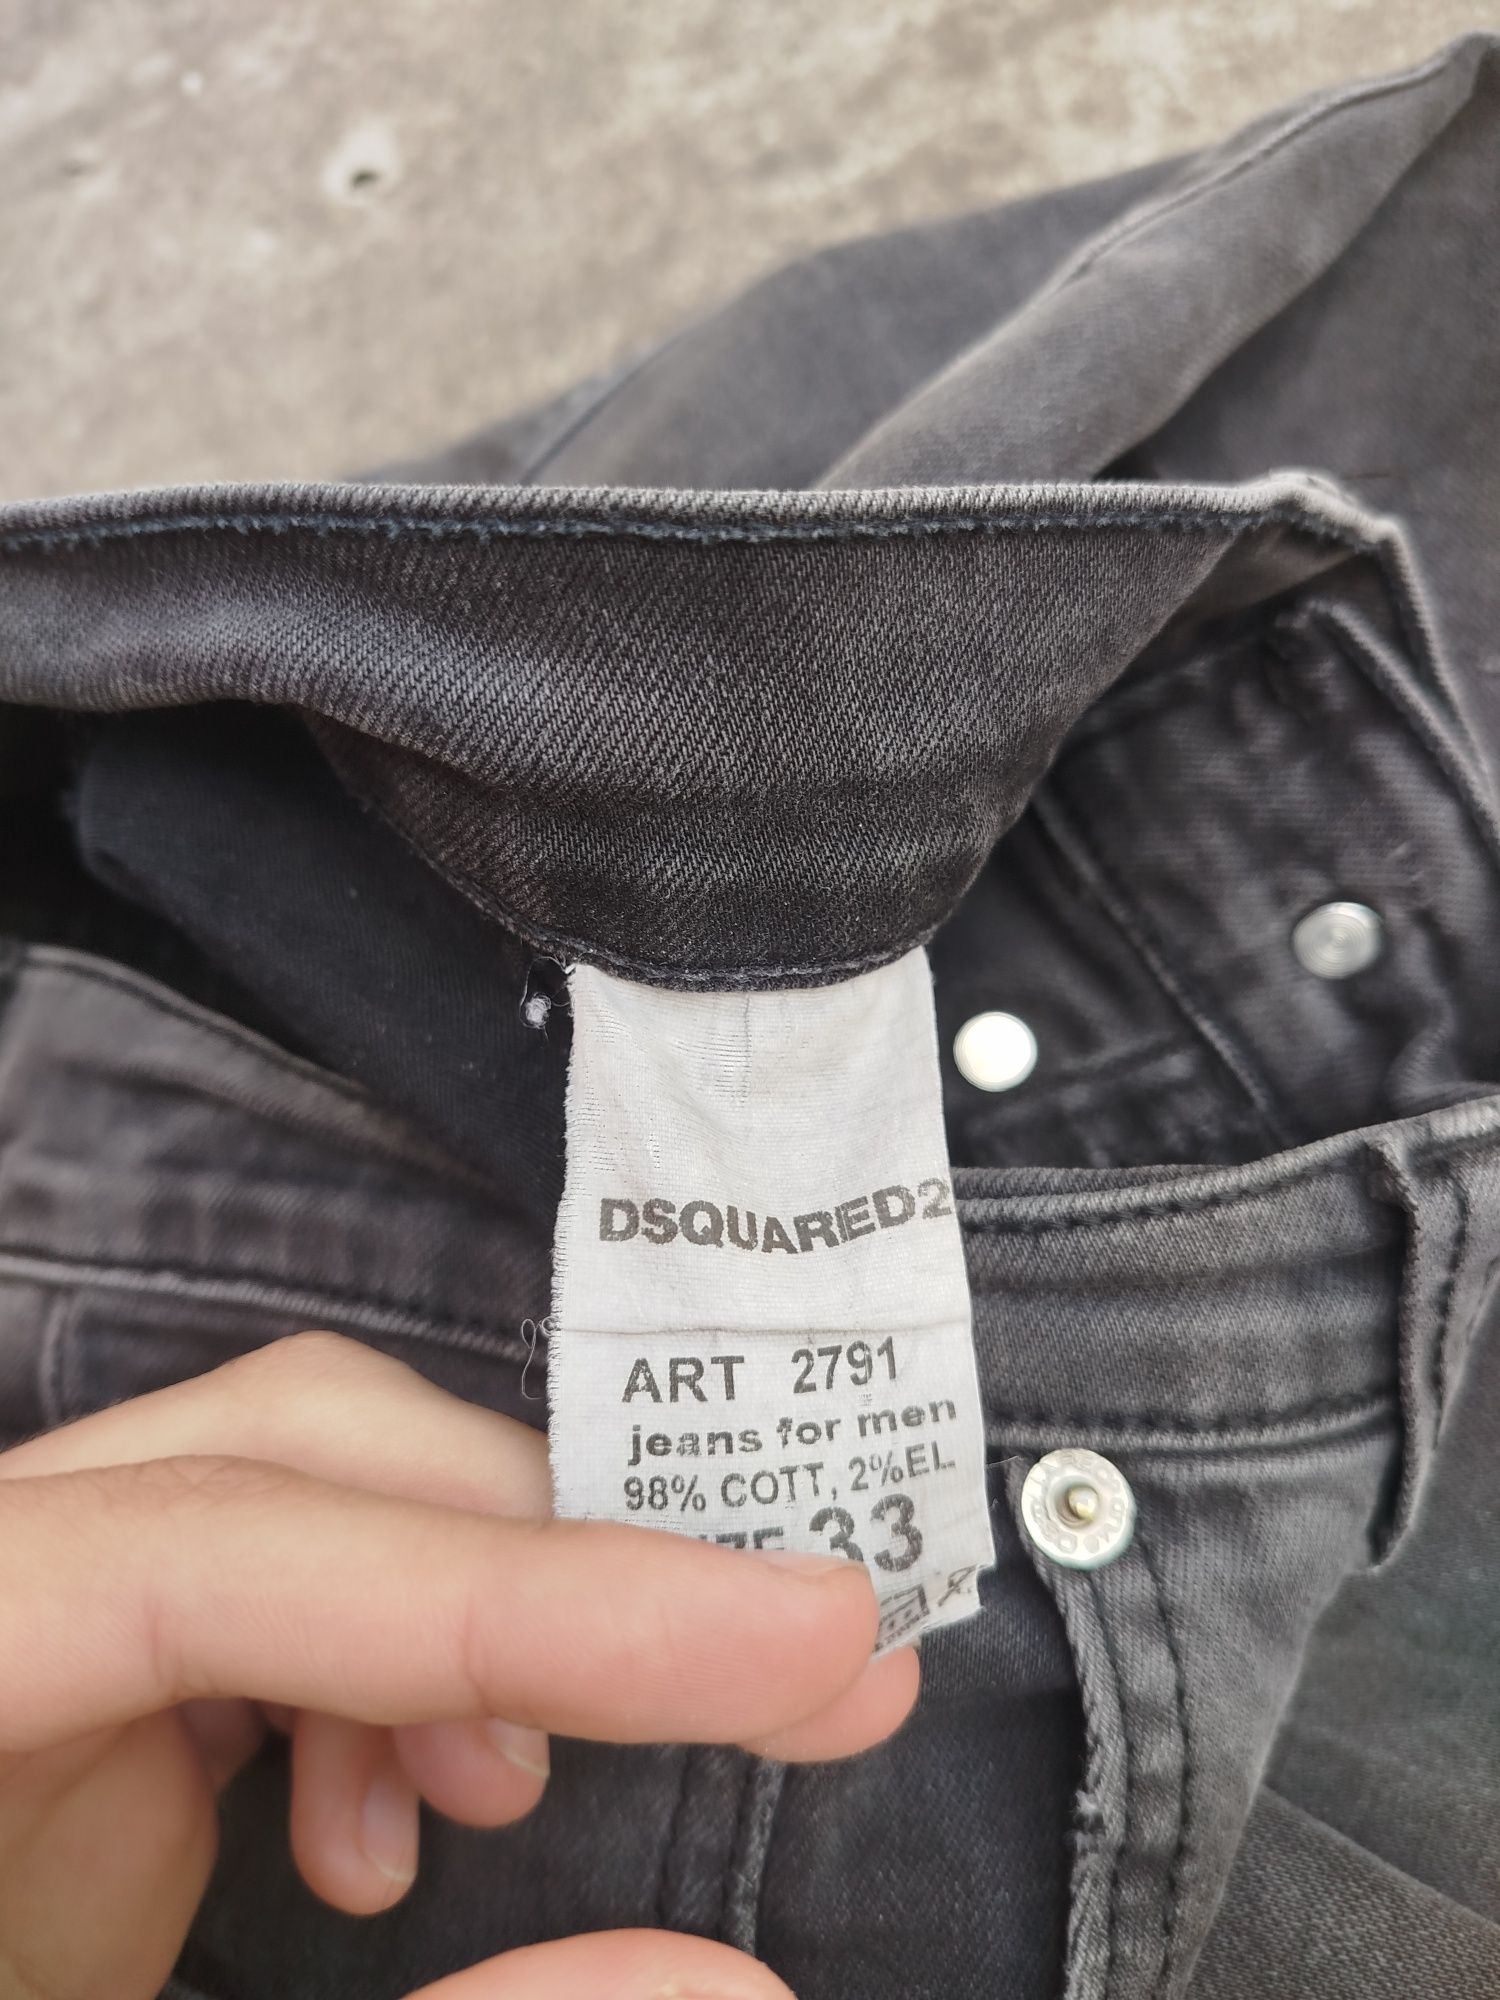 DSQUARED2
ART 2791
jeans for men
98% COTT, 2%EL
33